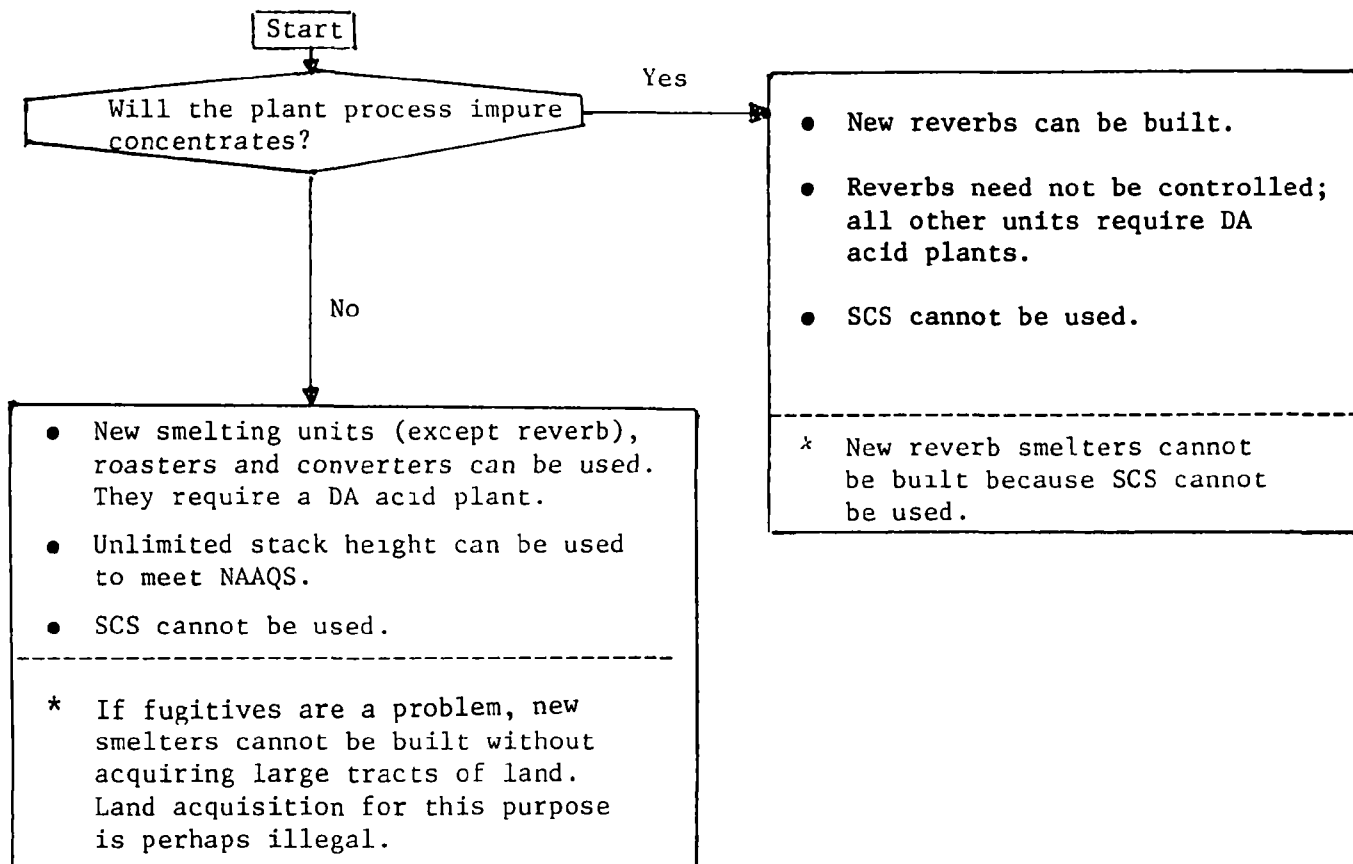 Start
Will the plant process impure
concentrates?
Yes
● New reverbs can be built.
● Reverbs need not be controlled;
all other units require DA
acid plants.
● SCS cannot be used.
* New reverb smelters cannot
be built because SCS cannot
be used.
No
● New smelting units (except reverb),
roasters and converters can be used.
They require a DA acid plant.
● Unlimited stack height can be used
to meet NAAQS.
● SCS cannot be used.
* If fugitives are a problem, new
smelters cannot be built without
acquiring large tracts of land.
Land acquisition for this purpose
is perhaps illegal.